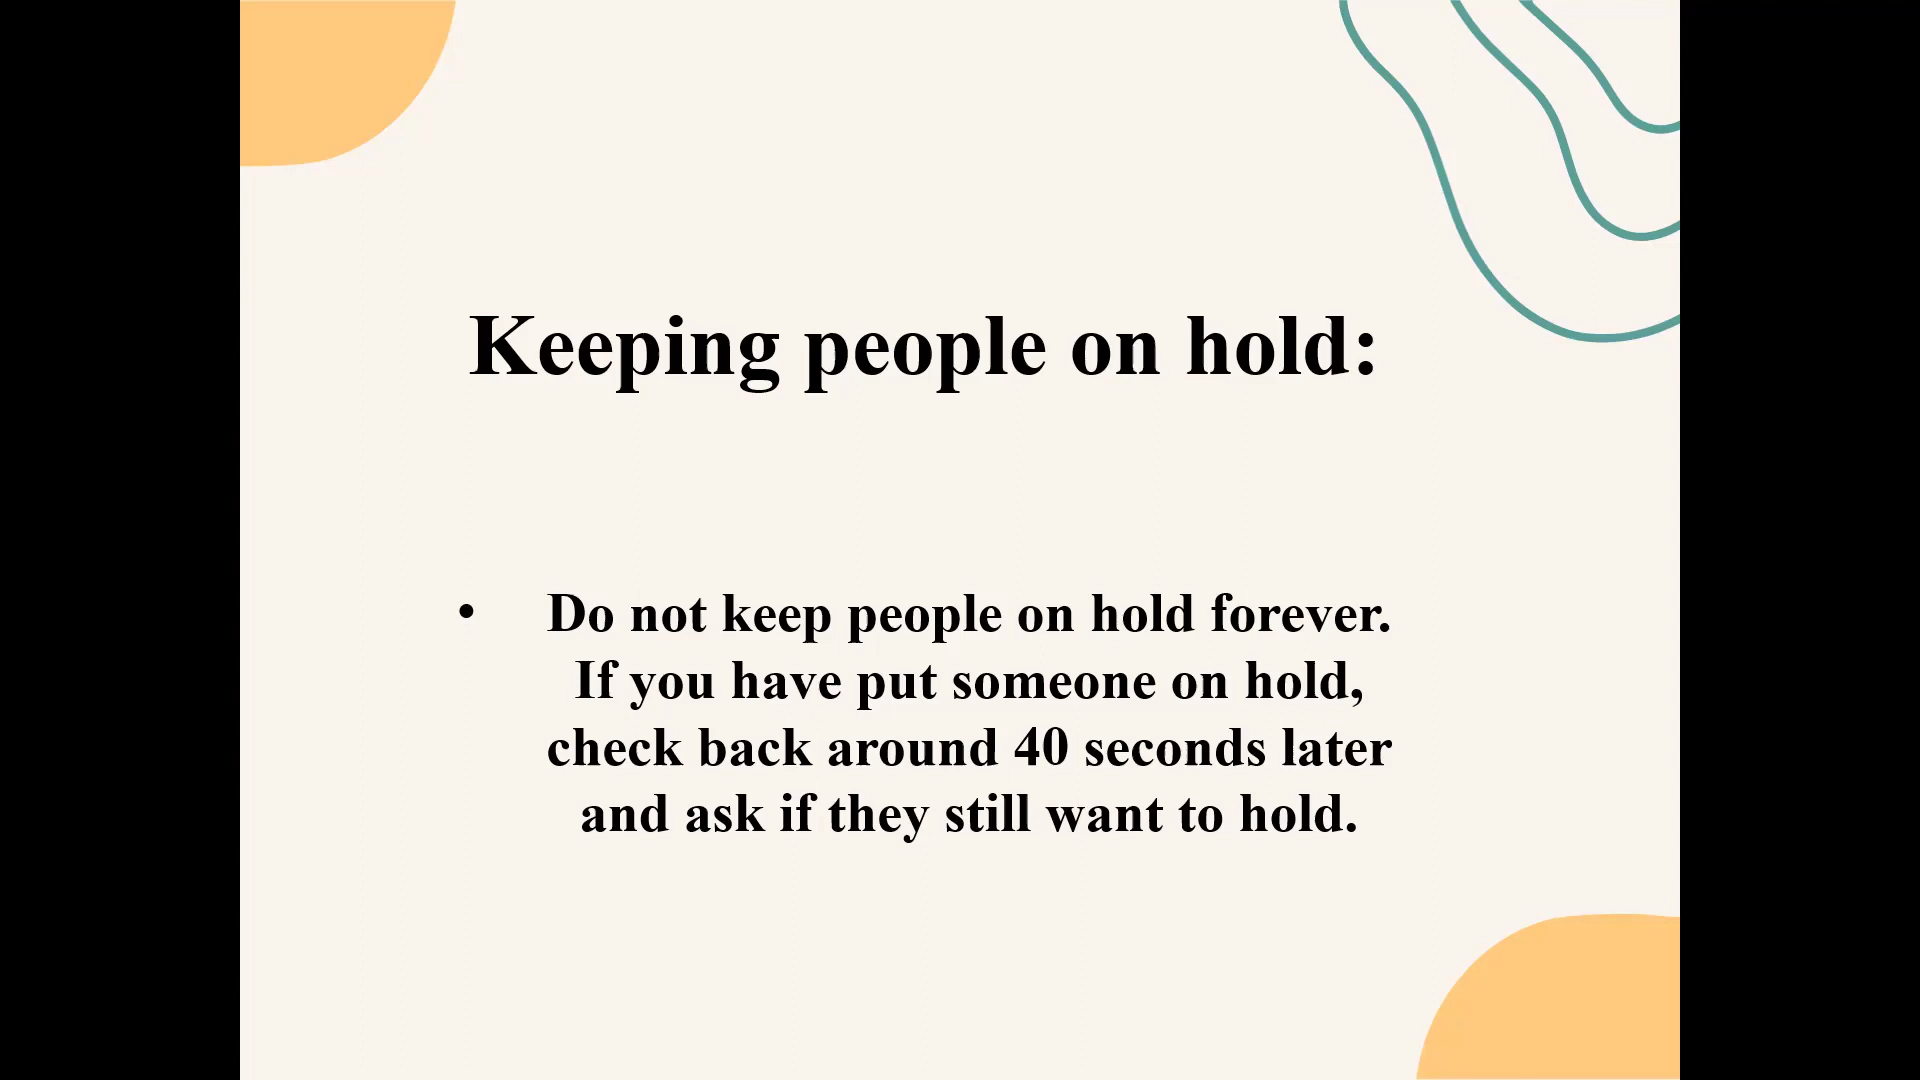 Keeping people on hold:
• Do not keep people on hold forever.
If you have put someone on hold,
check back around 40 seconds later
and ask if they still want to hold.